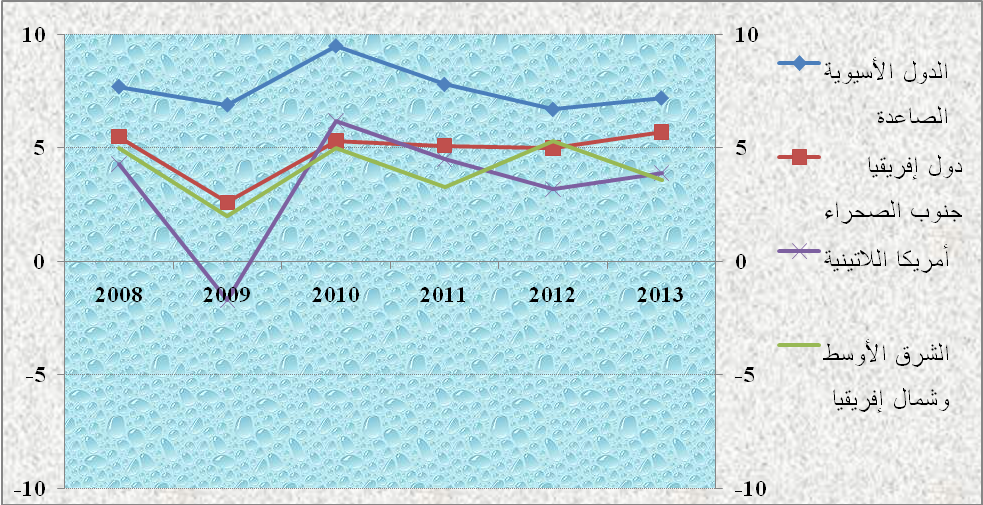 10
5
0
-5
-10
2008 2009 2010 2011 2012 2013
10
5
0
-5
-10
الدول الأسيوية
الصاعدة
دول إفريقيا
جنوب الصحراء
أمريكا اللاتينية
الشرق الأوسط
وشمال إفريقيا